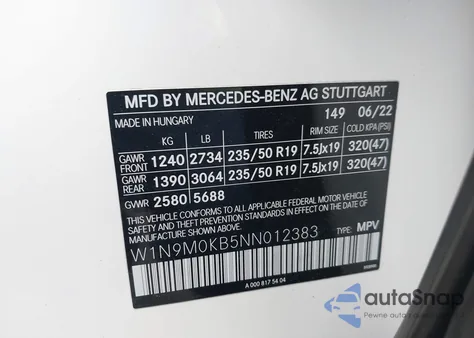 MFD BY MERCEDES-BENZ AG STUTTGART
149 06/22
MADE IN HUNGARY
KG LB TIRES RIM SIZE COLD KPA(PSI)
GAWR FRONT 1240 2734 235/50 R19 7.5Jx19 320(47)
GAWR REAR 1390 3064 235/50 R19 7.5Jx19 320(47)
GVWR 2580 5688
THIS VEHICLE CONFORMS TO ALL APPLICABLE FEDERAL MOTOR VEHICLE
SAFETY, BUMPER, AND THEFT PREVENTION STANDARDS IN EFFECT ON THE
DATE OF MANUFACTURE SHOWN ABOVE.
W1N9M0KB5NN012383 TYPE: MPV
A 000 817 54 04
autoSnap
Pewne auto